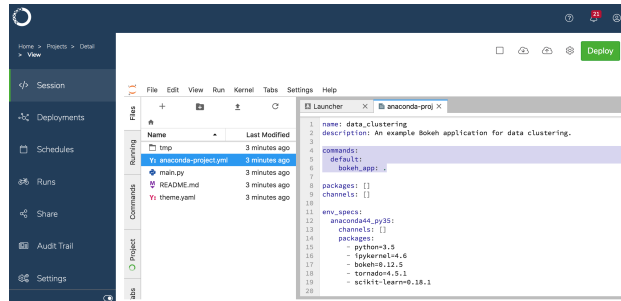 21
Home > Projects > Detail
> View
Deploy
Session
Deployments
Schedules
Runs
Share
Audit Trail
Settings
File Edit View Run Kernel Tabs Settings Help
Files
Running
Commands
Project
Tabs
Name Last Modified
tmp 3 minutes ago
Y: anaconda-project.yml 3 minutes ago
main.py 3 minutes ago
README.md 3 minutes ago
Y: theme.yaml 3 minutes ago
Launcher × anaconda-proj ×
1 name: data_clustering
2 description: An example Bokeh application for data clustering.
3
4 commands:
5 default:
6 bokeh_app: .
7
8 packages: []
9 channels: []
10
11 env_specs:
12 anaconda44_py35:
13 channels: []
14 packages:
15 - python=3.5
16 - ipykernel=4.6
17 - bokeh=0.12.5
18 - tornado=4.5.1
19 - scikit-learn=0.18.1
20